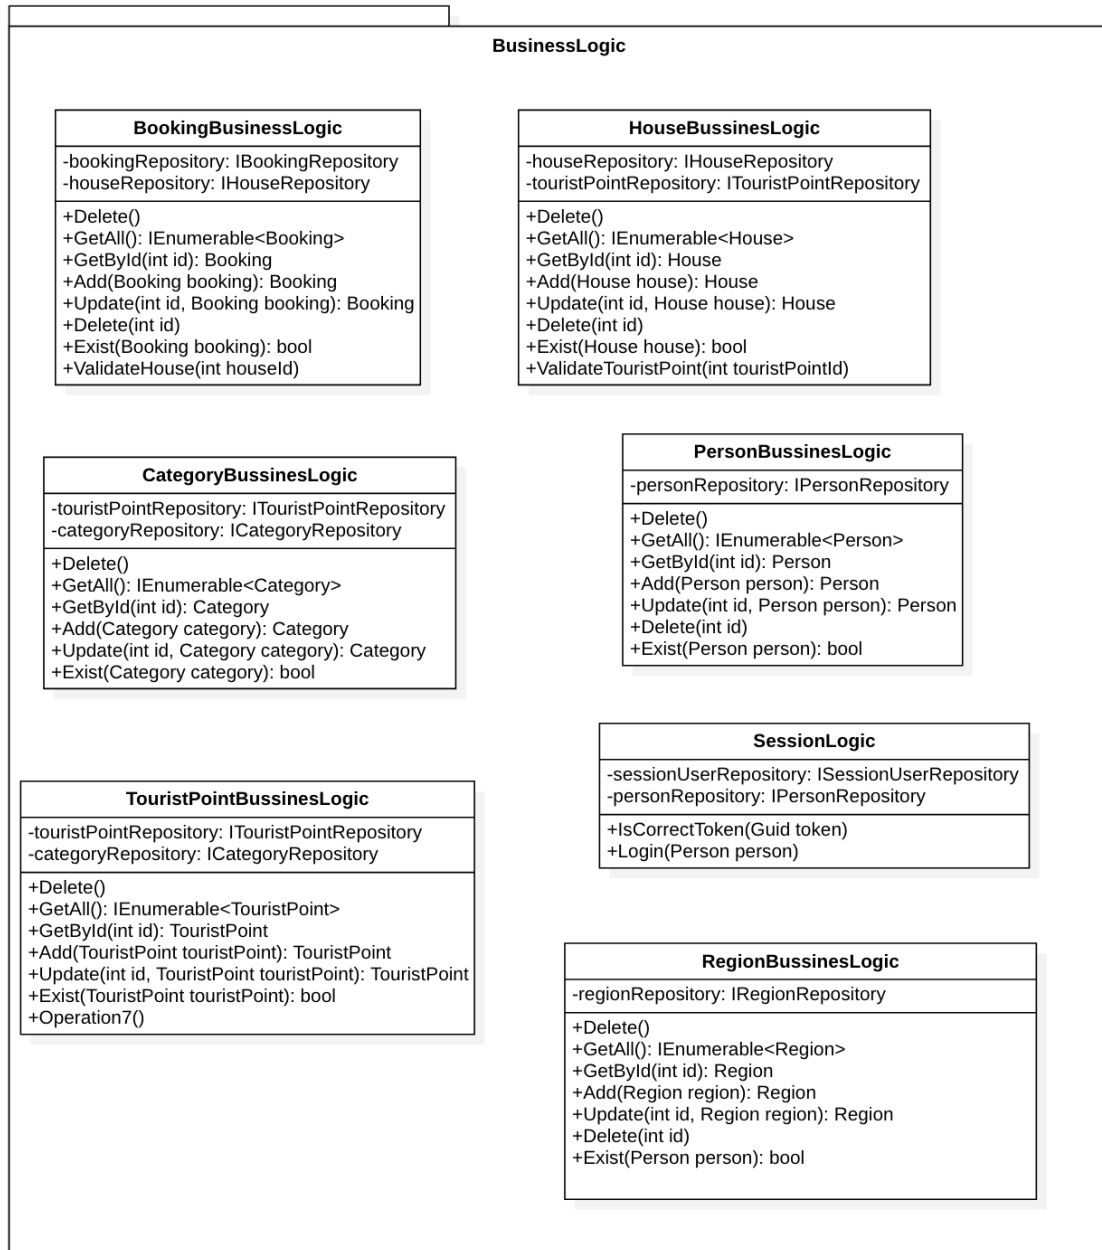 BusinessLogic
BookingBusinessLogic
-bookingRepository: IBookingRepository
-houseRepository: IHouseRepository
+Delete()
+GetAll(): IEnumerable<Booking>
+GetById(int id): Booking
+Add(Booking booking): Booking
+Update(int id, Booking booking): Booking
+Delete(int id)
+Exist(Booking booking): bool
+ValidateHouse(int houseId)
HouseBussinesLogic
-houseRepository: IHouseRepository
-touristPointRepository: ITouristPointRepository
+Delete()
+GetAll(): IEnumerable<House>
+GetById(int id): House
+Add(House house): House
+Update(int id, House house): House
+Delete(int id)
+Exist(House house): bool
+ValidateTouristPoint(int touristPointId)
CategoryBussinesLogic
-touristPointRepository: ITouristPointRepository
-categoryRepository: ICategoryRepository
+Delete()
+GetAll(): IEnumerable<Category>
+GetById(int id): Category
+Add(Category category): Category
+Update(int id, Category category): Category
+Exist(Category category): bool
PersonBussinesLogic
-personRepository: IPersonRepository
+Delete()
+GetAll(): IEnumerable<Person>
+GetById(int id): Person
+Add(Person person): Person
+Update(int id, Person person): Person
+Delete(int id)
+Exist(Person person): bool
SessionLogic
-sessionUserRepository: ISessionUserRepository
-personRepository: IPersonRepository
+IsCorrectToken(Guid token)
+Login(Person person)
TouristPointBussinesLogic
-touristPointRepository: ITouristPointRepository
-categoryRepository: ICategoryRepository
+Delete()
+GetAll(): IEnumerable<TouristPoint>
+GetById(int id): TouristPoint
+Add(TouristPoint touristPoint): TouristPoint
+Update(int id, TouristPoint touristPoint): TouristPoint
+Exist(TouristPoint touristPoint): bool
+Operation7()
RegionBussinesLogic
-regionRepository: IRegionRepository
+Delete()
+GetAll(): IEnumerable<Region>
+GetById(int id): Region
+Add(Region region): Region
+Update(int id, Region region): Region
+Delete(int id)
+Exist(Person person): bool